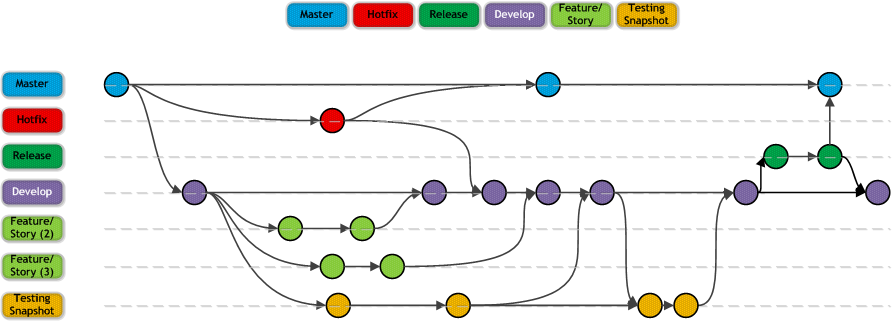 Master
Hotfix
Release
Develop
Feature/
Story
Testing
Snapshot
Master
Hotfix
Release
Develop
Feature/
Story (2)
Feature/
Story (3)
Testing
Snapshot